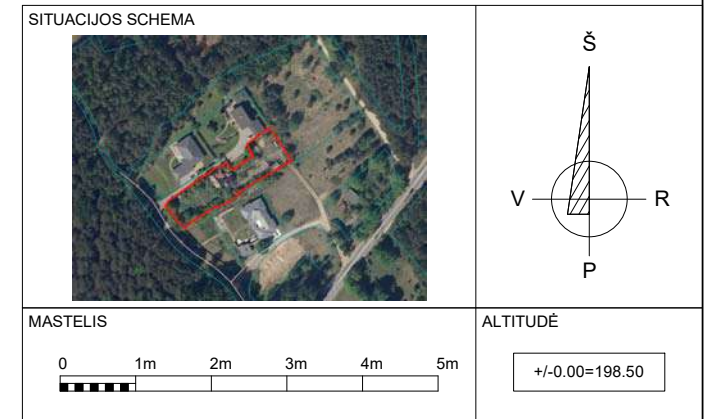 SITUACIJOS SCHEMA
Š
V
R
P
MASTELIS
0 1m 2m 3m 4m 5m
ALTITUDĖ
+/-0.00=198.50